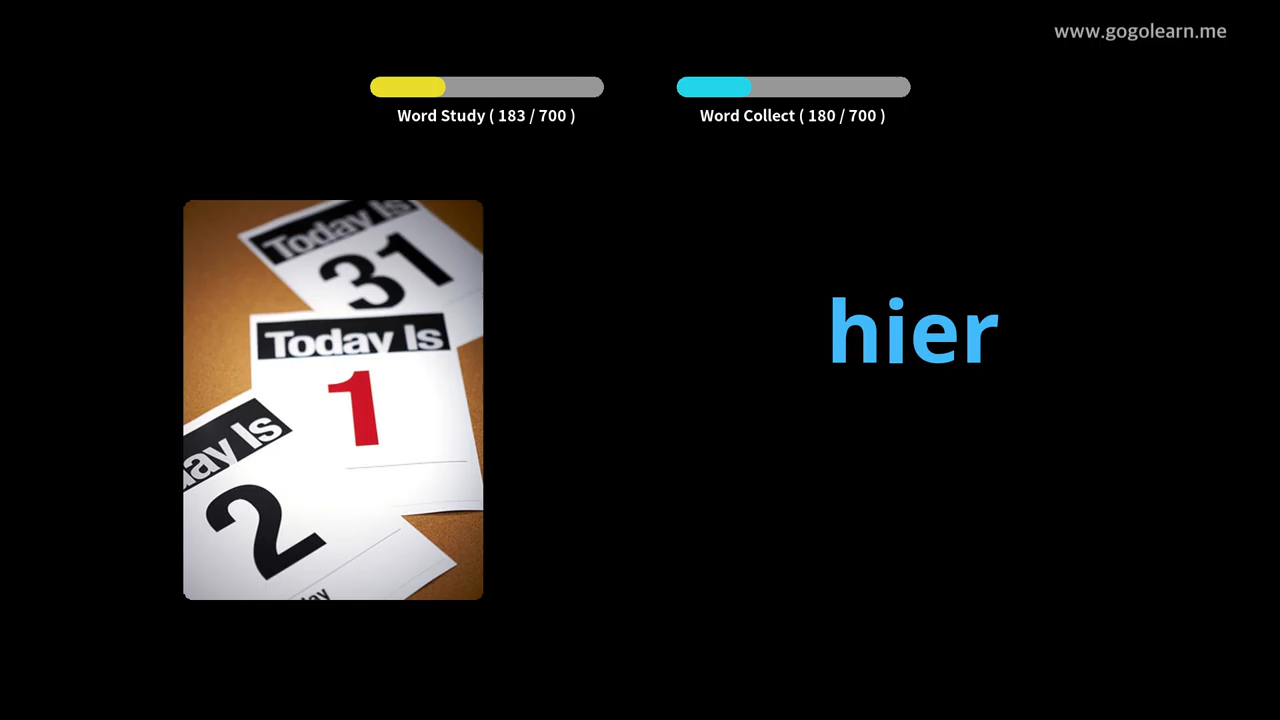 www.gogolearn.me
Word Study ( 183 / 700 )
Word Collect ( 180 / 700 )
Today Is
31
Today Is
1
hier
ay Is
2